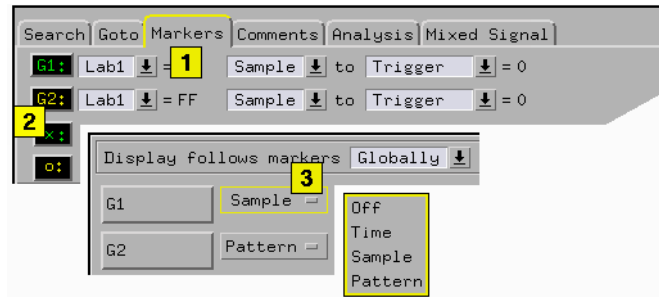 Search Goto Markers Comments Analysis Mixed Signal
G1: Lab1 = 1 Sample to Trigger = 0
G2: Lab1 = FF Sample to Trigger = 0
2
x:
o:
Display follows markers Globally
3
G1 Sample
G2 Pattern
Off
Time
Sample
Pattern